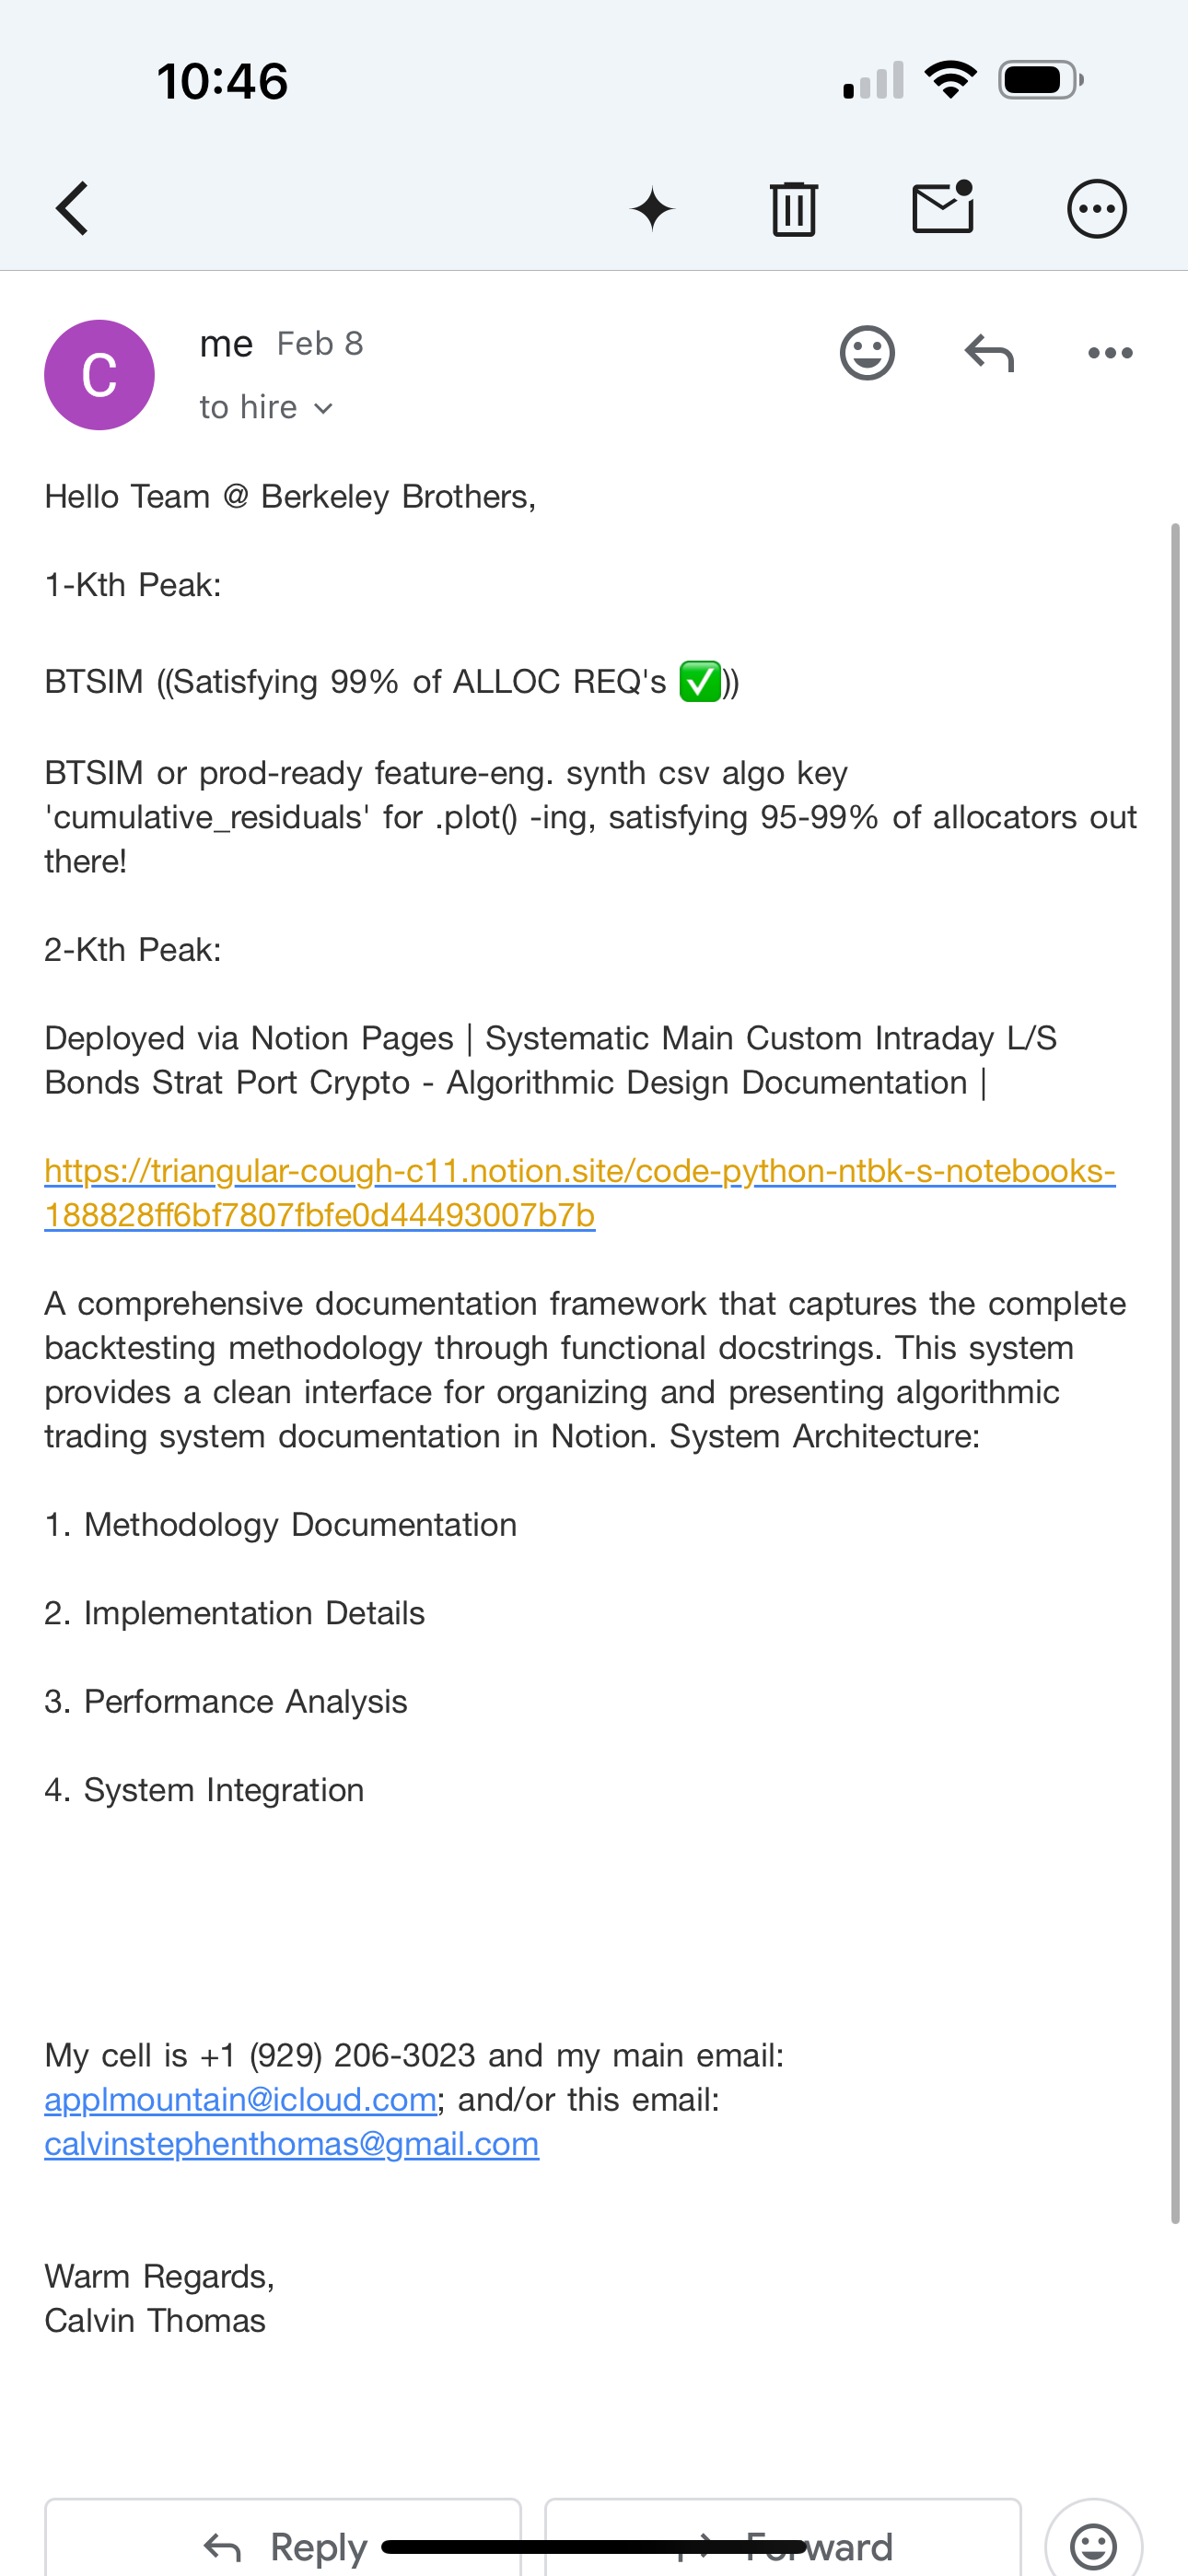 10:46
C
me Feb 8
to hire
Hello Team @ Berkeley Brothers,
1-Kth Peak:
BTSIM ((Satisfying 99% of ALLOC REQ's ✅))
BTSIM or prod-ready feature-eng. synth csv algo key
'cumulative_residuals' for .plot() -ing, satisfying 95-99% of allocators out
there!
2-Kth Peak:
Deployed via Notion Pages | Systematic Main Custom Intraday L/S
Bonds Strat Port Crypto - Algorithmic Design Documentation |
https://triangular-cough-c11.notion.site/code-python-ntbk-s-notebooks-
188828ff6bf7807fbfe0d44493007b7b
A comprehensive documentation framework that captures the complete
backtesting methodology through functional docstrings. This system
provides a clean interface for organizing and presenting algorithmic
trading system documentation in Notion. System Architecture:
1. Methodology Documentation
2. Implementation Details
3. Performance Analysis
4. System Integration
My cell is +1 (929) 206-3023 and my main email:
applmountain@icloud.com; and/or this email:
calvinstephenthomas@gmail.com
Warm Regards,
Calvin Thomas
Reply Forward